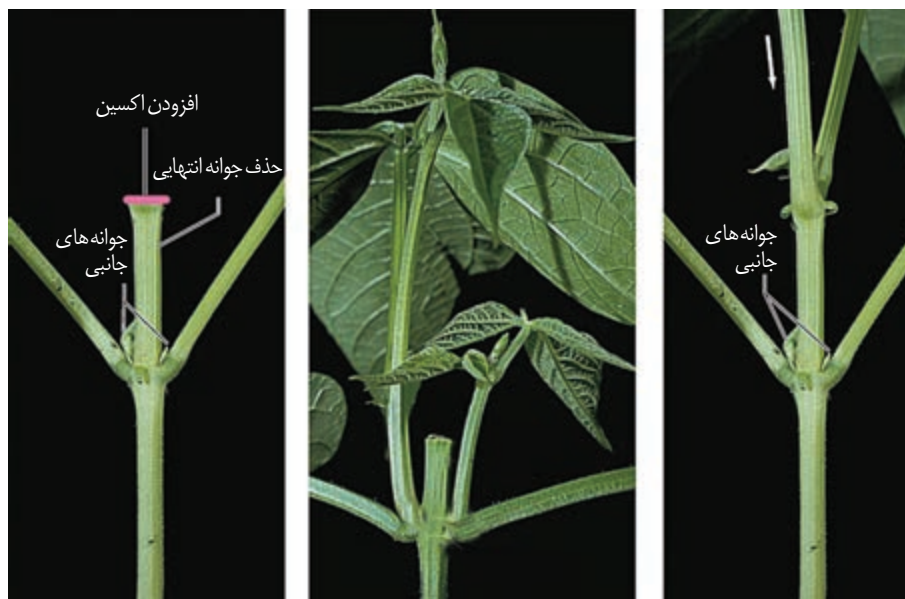 افزودن اکسین
حذف جوانه انتهایی
جوانه‌های
جانبی
جوانه‌های
جانبی